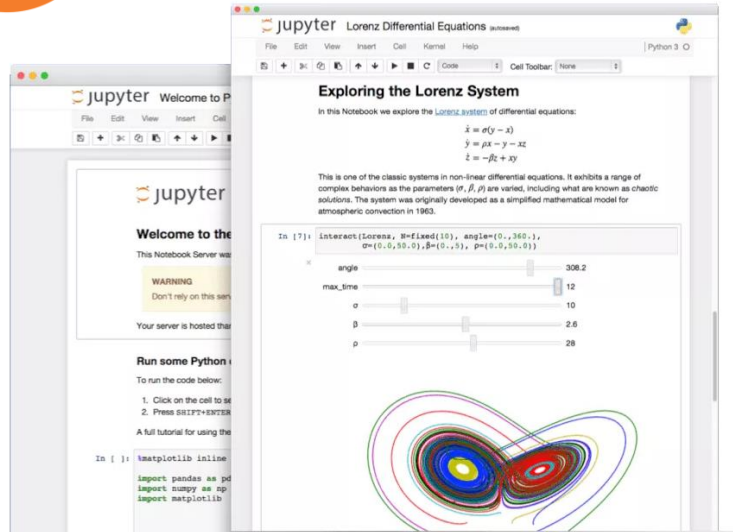 jupyter Lorenz Differential Equations (autosaved)
File Edit View Insert Cell Kernel Help Python 3
Code Cell Toolbar: None
Exploring the Lorenz System
In this Notebook we explore the Lorenz system of differential equations:
ẋ = σ(y − x)
ẏ = ρx − y − xz
ż = −βz + xy
This is one of the classic systems in non-linear differential equations. It exhibits a range of
complex behaviors as the parameters (σ, β, ρ) are varied, including what are known as chaotic
solutions. The system was originally developed as a simplified mathematical model for
atmospheric convection in 1963.
In [7]: interact(Lorenz, N=fixed(10), angle=(0.,360.),
σ=(0.0,50.0),β=(0.,5), ρ=(0.0,50.0))
angle 308.2
max_time 12
σ 10
β 2.6
ρ 28
jupyter Welcome to P
File Edit View Insert Cell
jupyter
Welcome to the
This Notebook Server was
WARNING
Don't rely on this serv
Your server is hosted than
Run some Python
To run the code below:
1. Click on the cell to se
2. Press SHIFT+ENTER
A full tutorial for using the
In [ ]: %matplotlib inline
import pandas as pd
import numpy as np
import matplotlib